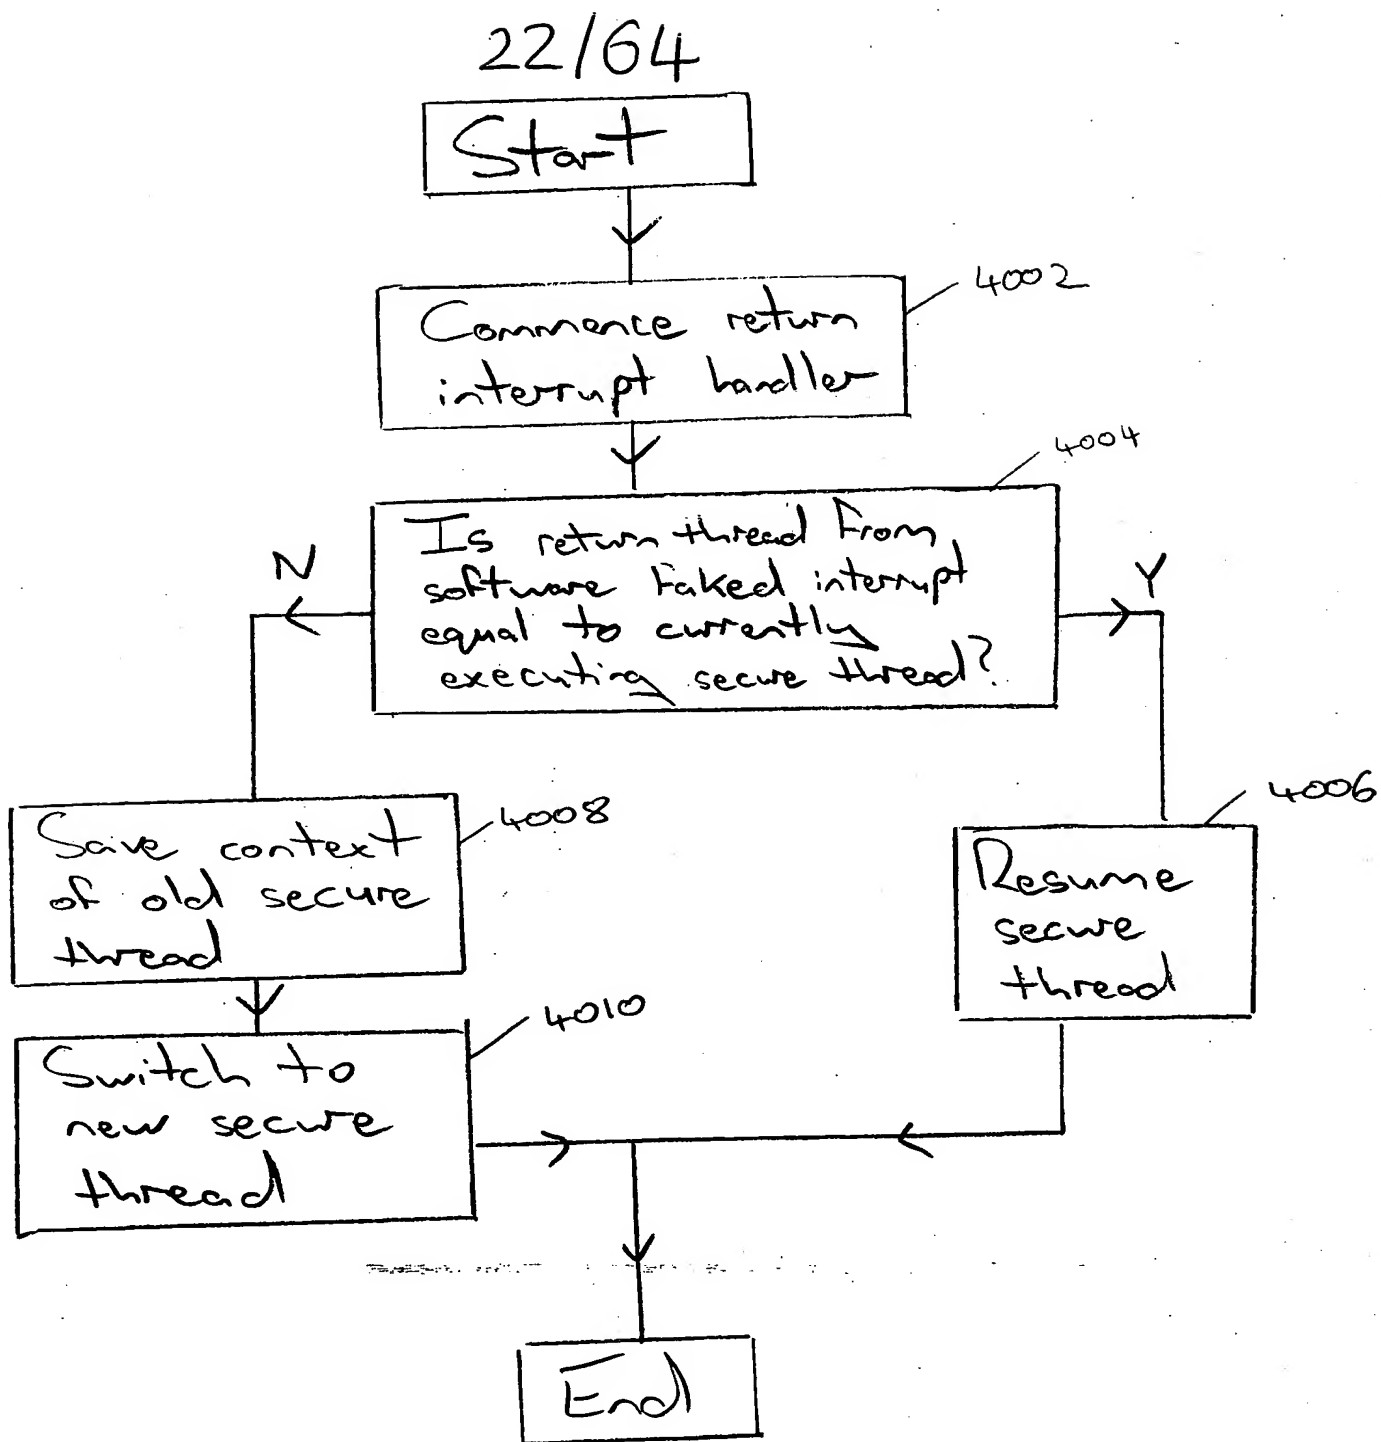 22/64
Start
4002
Commence return
interrupt handler
4004
Is return thread from
software faked interrupt
equal to currently
executing secure thread?
N
Y
4008
Save context
of old secure
thread
4006
Resume
secure
thread
4010
Switch to
new secure
thread
End